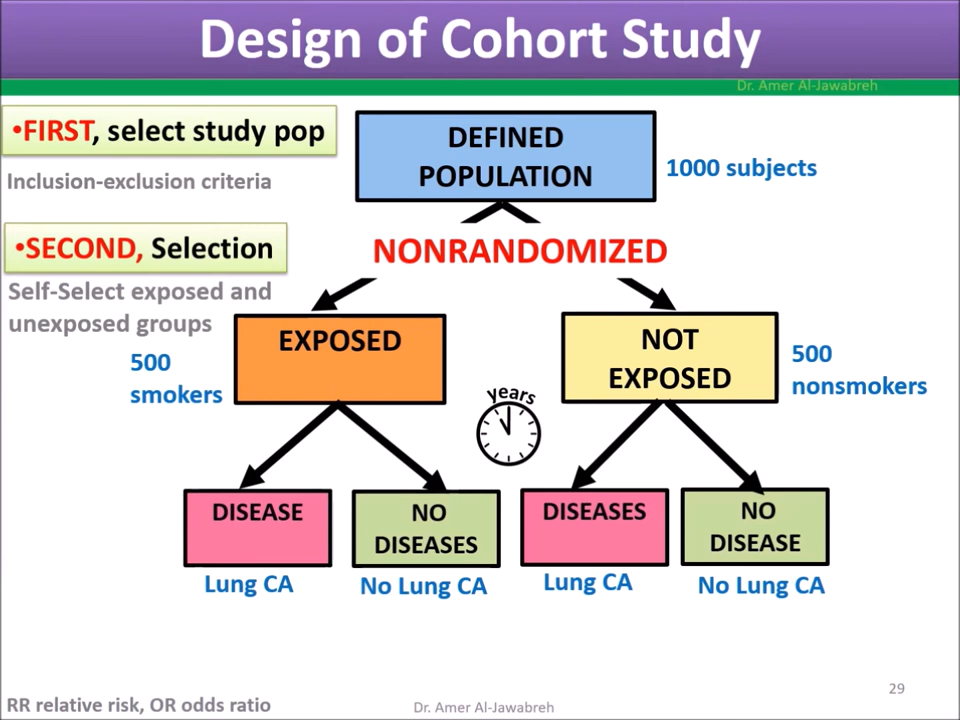 Design of Cohort Study
Dr. Amer Al-Jawabreh
•FIRST, select study pop
Inclusion-exclusion criteria
DEFINED
POPULATION
1000 subjects
•SECOND, Selection
Self-Select exposed and
unexposed groups
NONRANDOMIZED
500
smokers
EXPOSED
NOT
EXPOSED
500
nonsmokers
years
DISEASE
NO
DISEASES
DISEASES
NO
DISEASE
Lung CA
No Lung CA
Lung CA
No Lung CA
RR relative risk, OR odds ratio
Dr. Amer Al-Jawabreh
29